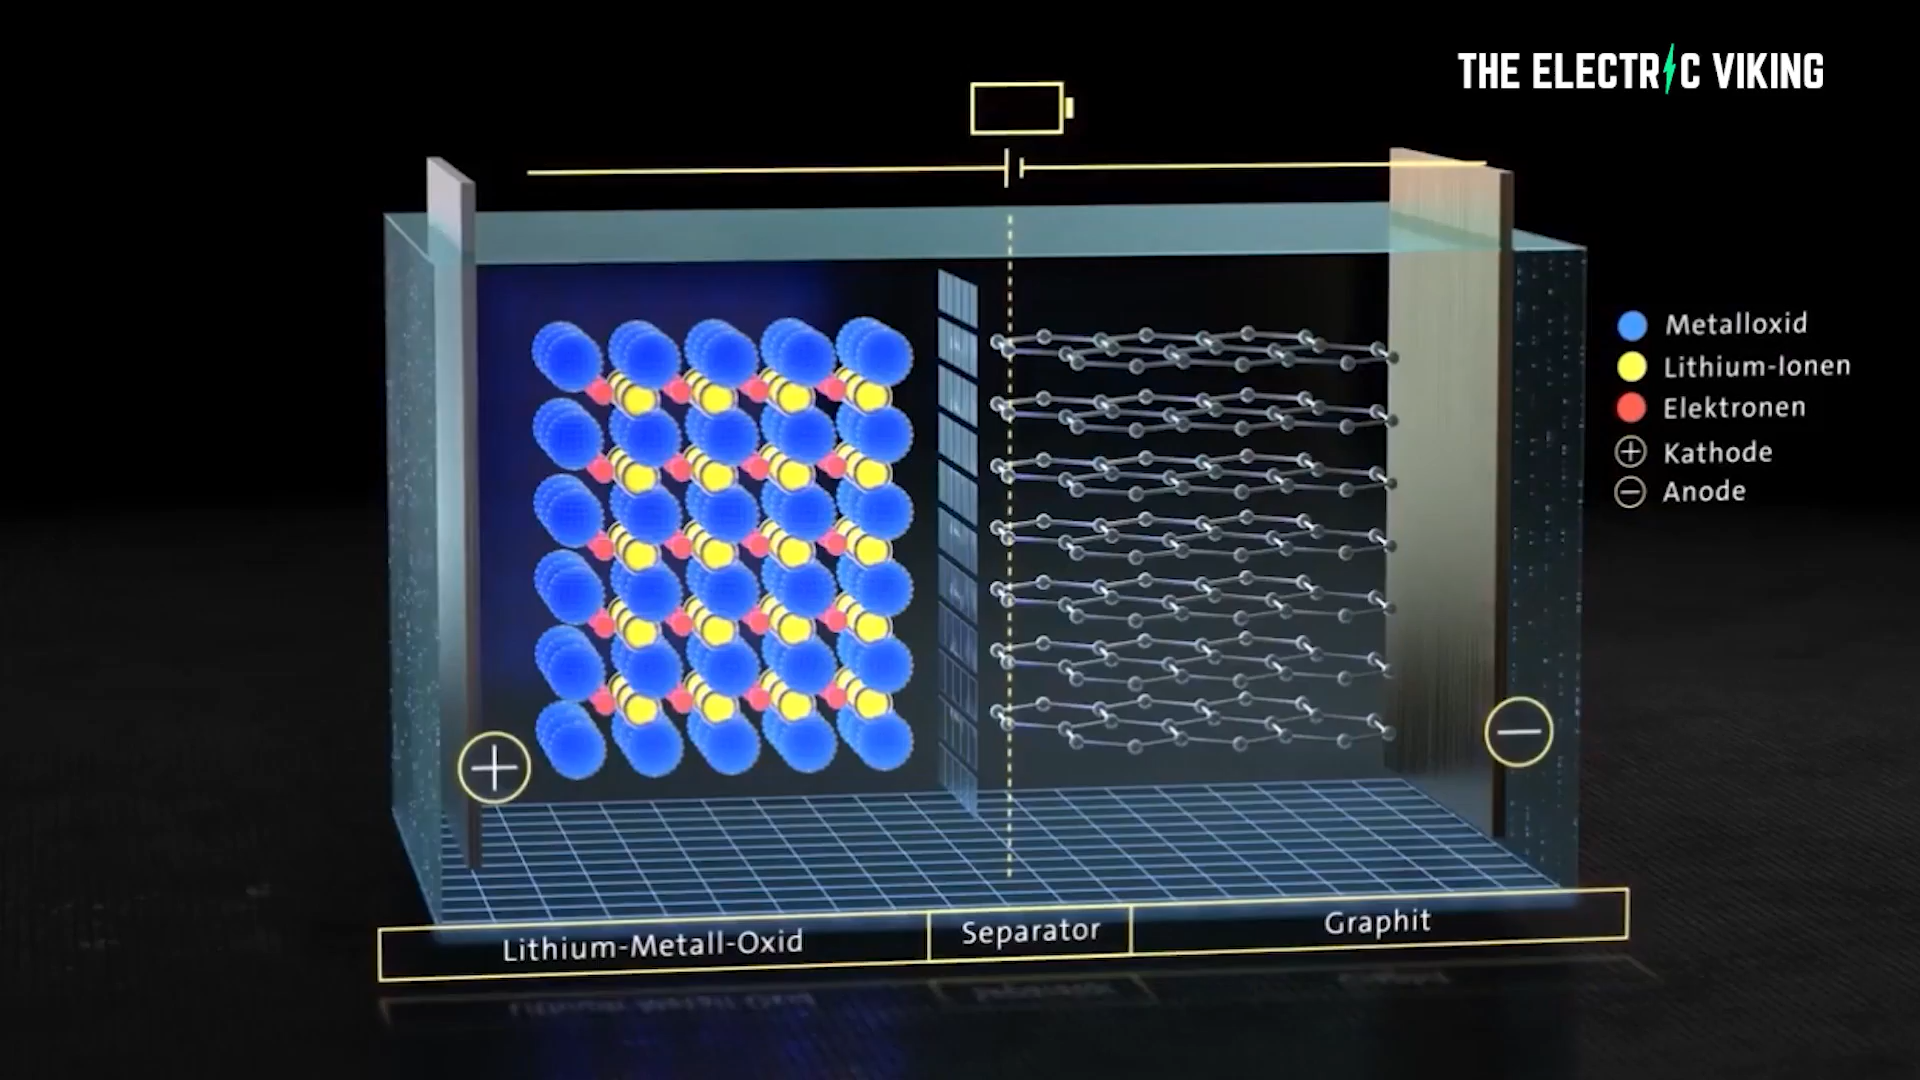 THE ELECTRIC VIKING
Metalloxid
Lithium-Ionen
Elektronen
Kathode
Anode
Lithium-Metall-Oxid
Separator
Graphit